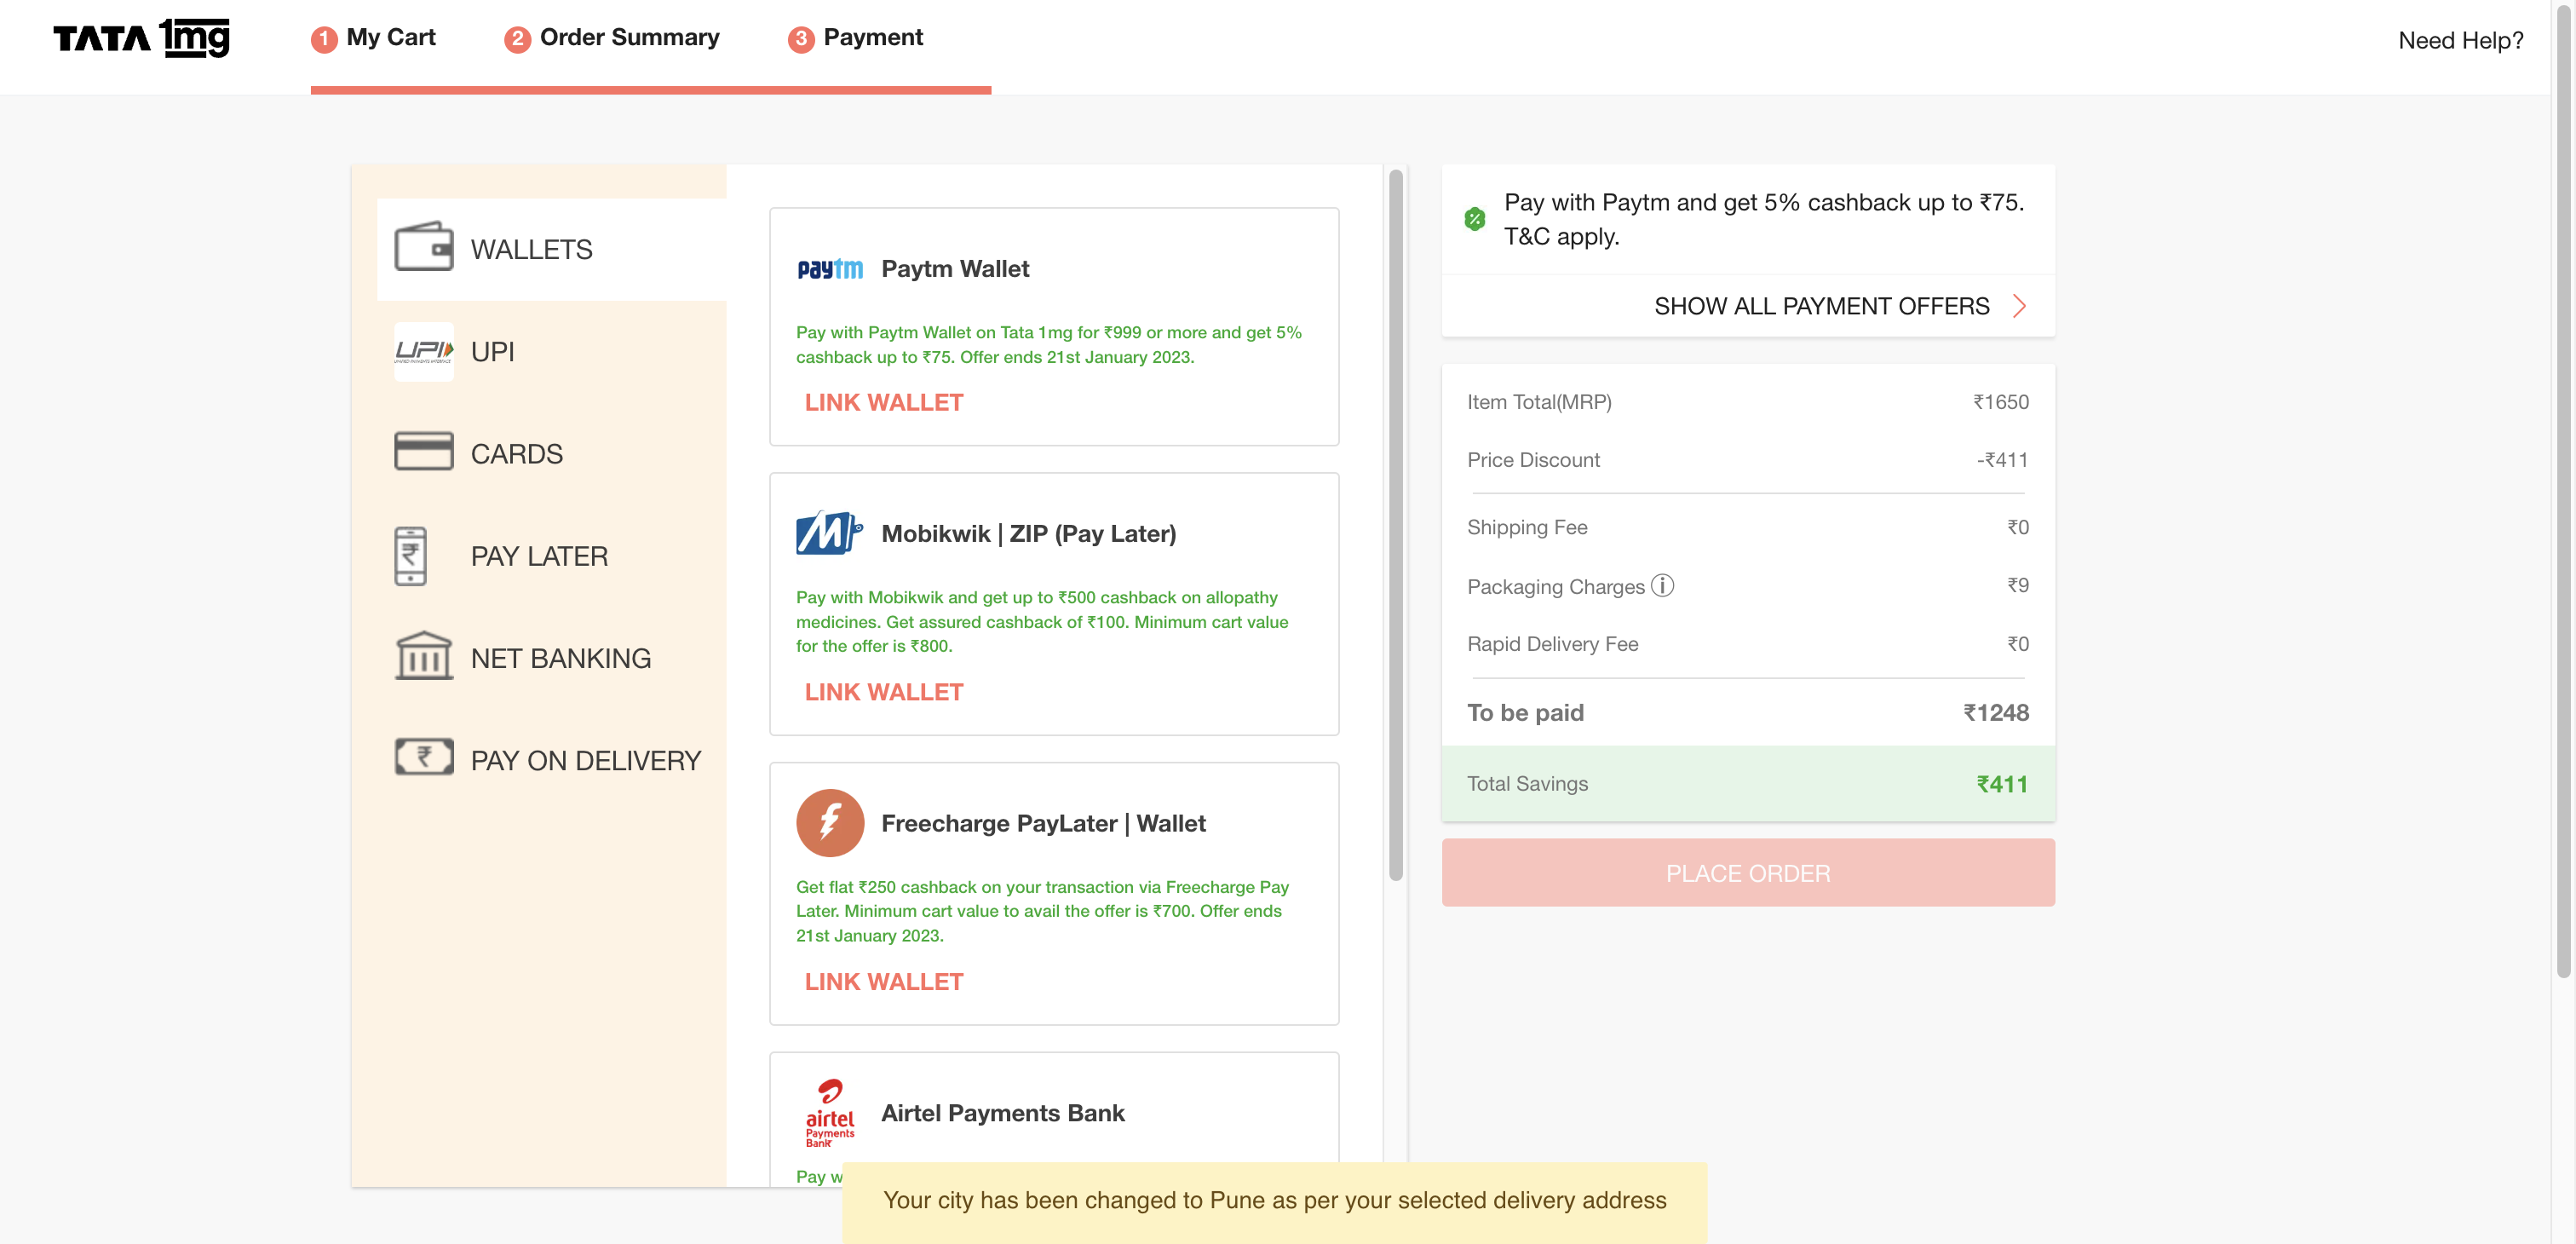 TATA 1mg
1 My Cart
2 Order Summary
3 Payment
Need Help?
WALLETS
UPI UPI
CARDS
PAY LATER
NET BANKING
PAY ON DELIVERY
paytm Paytm Wallet
Pay with Paytm Wallet on Tata 1mg for ₹999 or more and get 5%
cashback up to ₹75. Offer ends 21st January 2023.
LINK WALLET
Mobikwik | ZIP (Pay Later)
Pay with Mobikwik and get up to ₹500 cashback on allopathy
medicines. Get assured cashback of ₹100. Minimum cart value
for the offer is ₹800.
LINK WALLET
Freecharge PayLater | Wallet
Get flat ₹250 cashback on your transaction via Freecharge Pay
Later. Minimum cart value to avail the offer is ₹700. Offer ends
21st January 2023.
LINK WALLET
airtel
Payments
Bank
Airtel Payments Bank
Pay w
Pay with Paytm and get 5% cashback up to ₹75.
T&C apply.
SHOW ALL PAYMENT OFFERS
Item Total(MRP) ₹1650
Price Discount -₹411
Shipping Fee ₹0
Packaging Charges ₹9
Rapid Delivery Fee ₹0
To be paid ₹1248
Total Savings ₹411
PLACE ORDER
Your city has been changed to Pune as per your selected delivery address